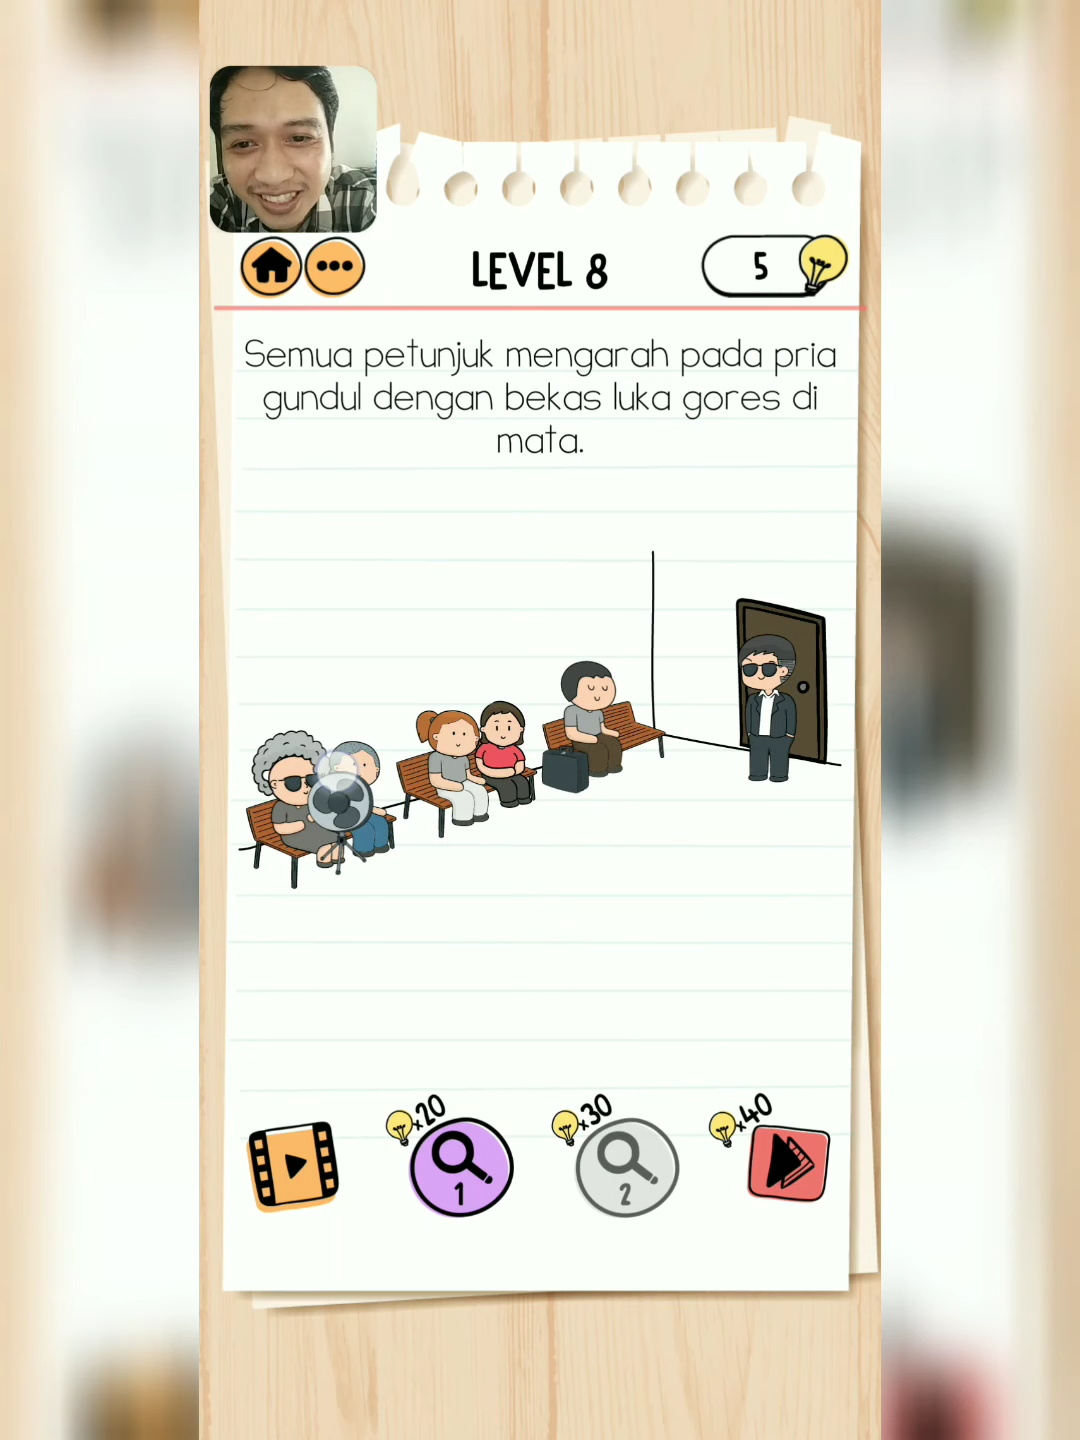 LEVEL 8
5
Semua petunjuk mengarah pada pria
gundul dengan bekas luka gores di
mata.
x20
x30
x40
1
2